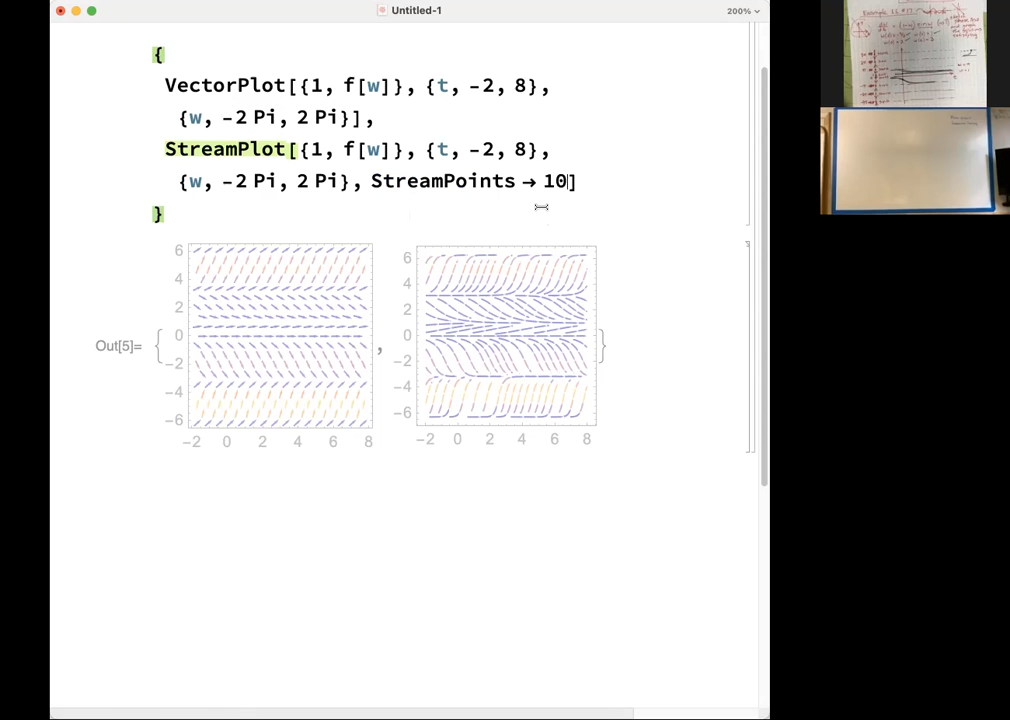 Untitled-1
200%
{
VectorPlot[{1, f[w]}, {t, -2, 8},
{w, -2 Pi, 2 Pi}],
StreamPlot[{1, f[w]}, {t, -2, 8},
{w, -2 Pi, 2 Pi}, StreamPoints → 10]
}
Out[5]=
{
6
4
2
0
−2
−4
−6
−2 0 2 4 6 8
,
6
4
2
0
−2
−4
−6
−2 0 2 4 6 8
}